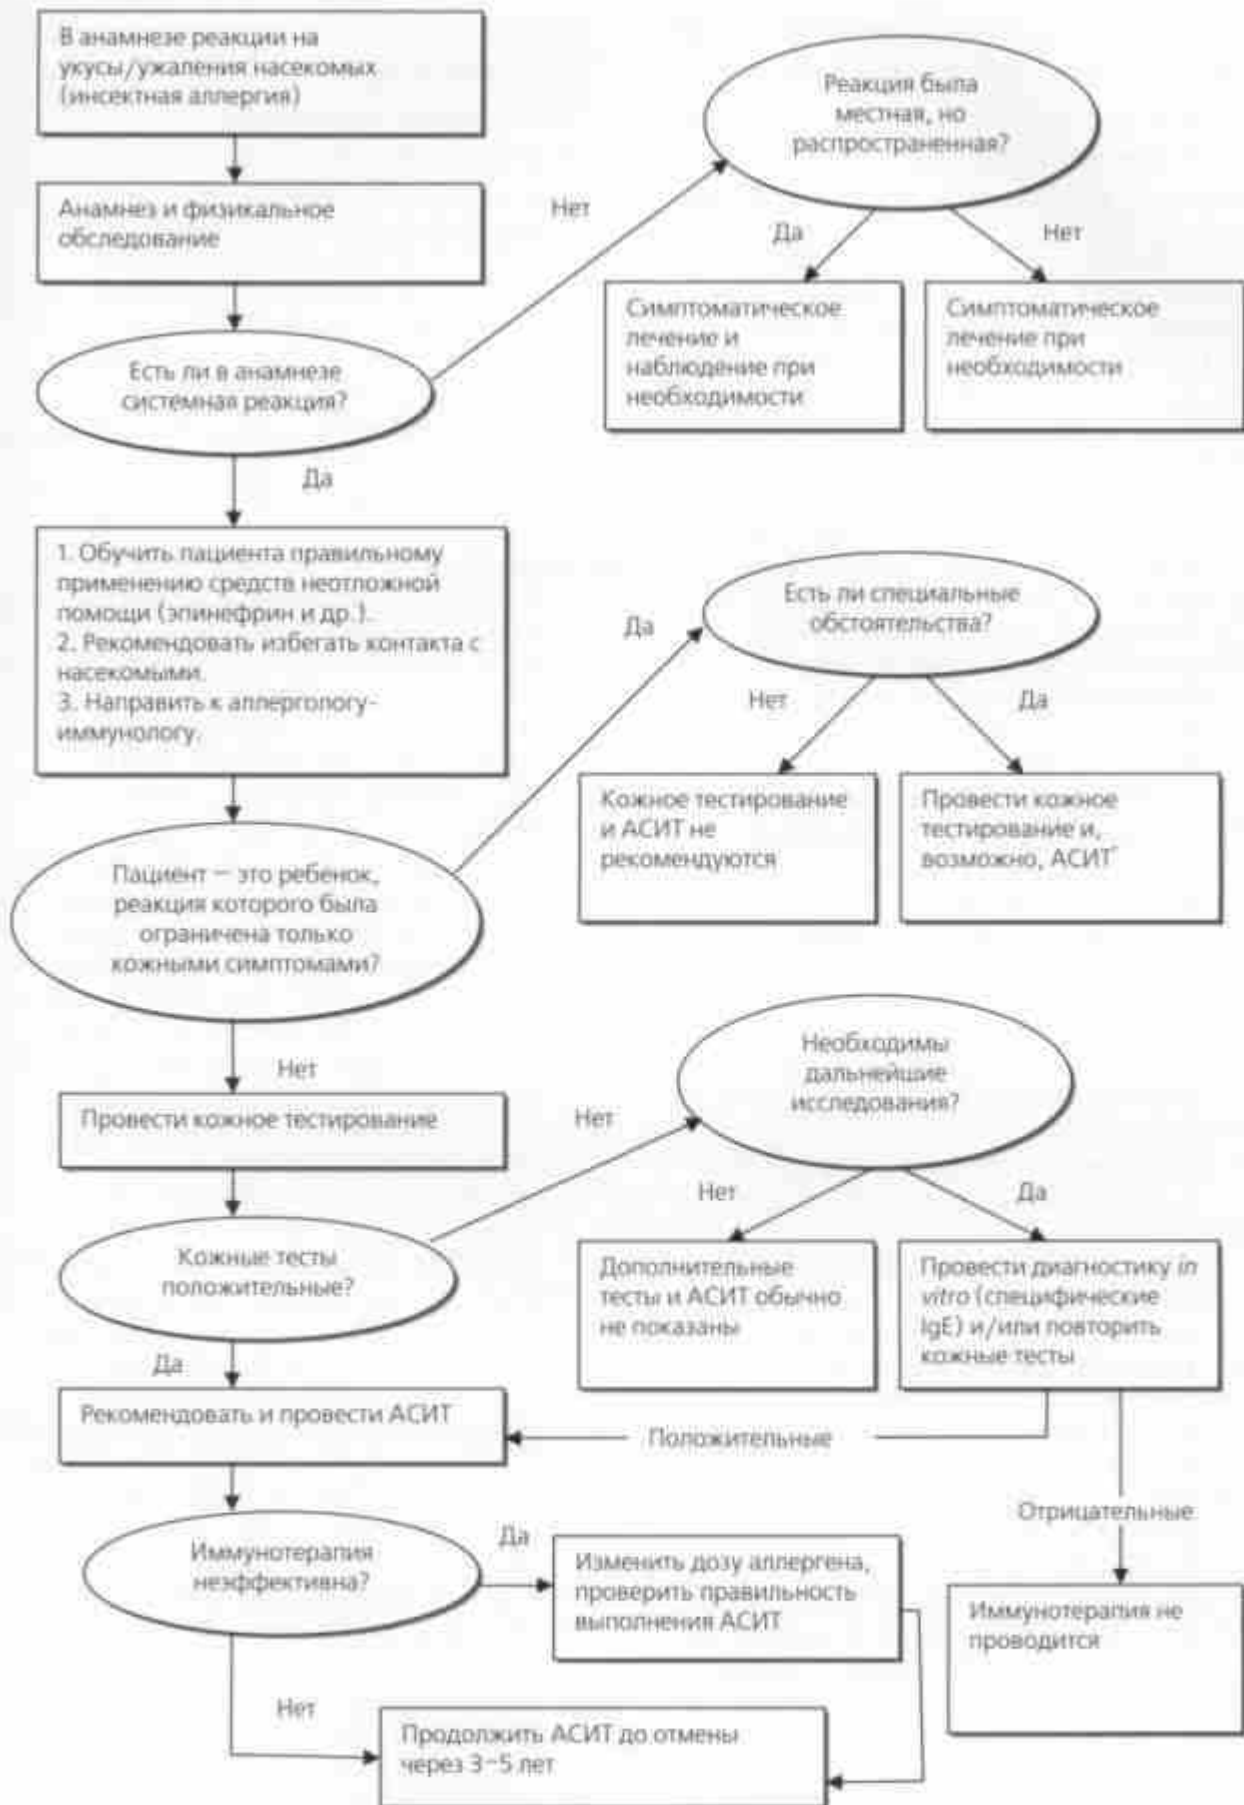 В анамнезе реакции на
укусы/ужаления насекомых
(инсектная аллергия)
Реакция была
местная, но
распространенная?
Анамнез и физикальное
обследование
Нет
Да
Нет
Симптоматическое
лечение и
наблюдение при
необходимости
Симптоматическое
лечение при
необходимости
Есть ли в анамнезе
системная реакция?
Да
1. Обучить пациента правильному
применению средств неотложной
помощи (эпинефрин и др.).
2. Рекомендовать избегать контакта с
насекомыми.
3. Направить к аллергологу-
иммунологу.
Да
Есть ли специальные
обстоятельства?
Нет
Да
Кожное тестирование
и АСИТ не
рекомендуются
Провести кожное
тестирование и,
возможно, АСИТ*
Пациент — это ребенок,
реакция которого была
ограничена только
кожными симптомами?
Нет
Провести кожное тестирование
Нет
Необходимы
дальнейшие
исследования?
Нет
Да
Кожные тесты
положительные?
Дополнительные
тесты и АСИТ обычно
не показаны
Провести диагностику in
vitro (специфические
IgE) и/или повторить
кожные тесты
Да
Рекомендовать и провести АСИТ
Положительные
Отрицательные
Иммунотерапия
неэффективна?
Да
Изменить дозу аллергена,
проверить правильность
выполнения АСИТ
Иммунотерапия не
проводится
Нет
Продолжить АСИТ до отмены
через 3–5 лет